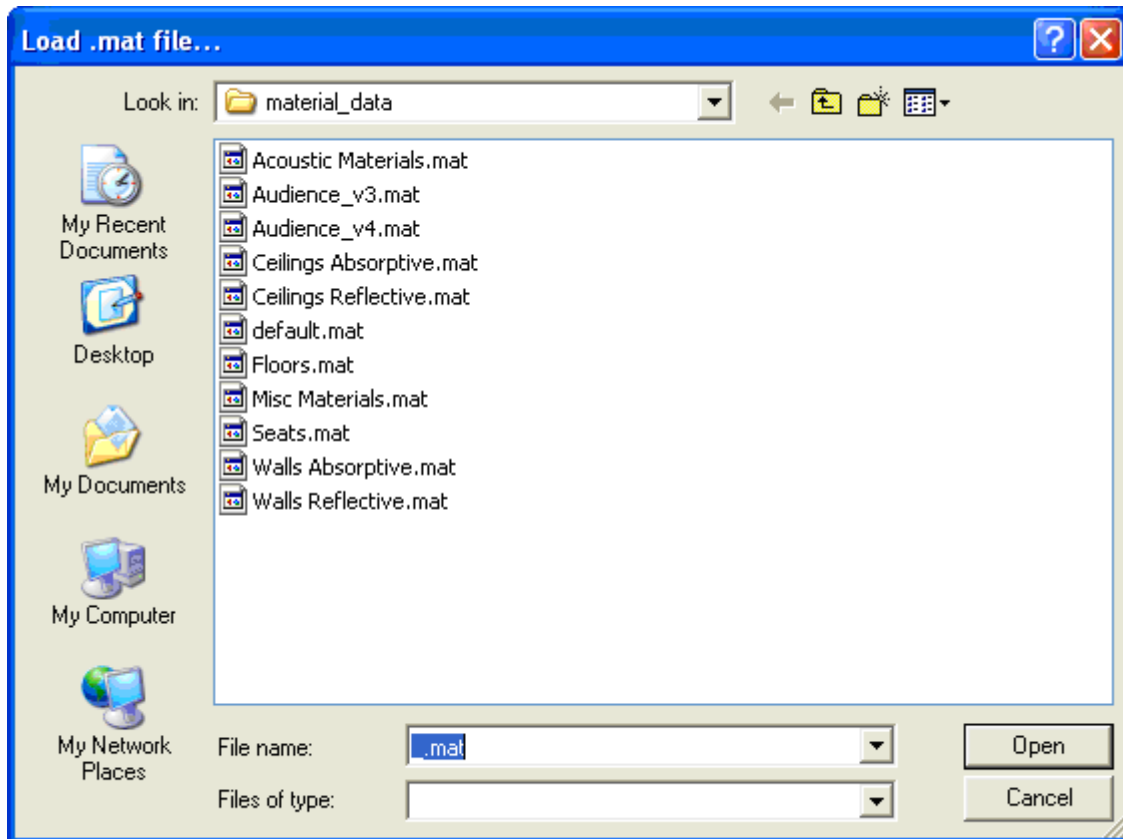 Load .mat file...
Look in: material_data
Acoustic Materials.mat
Audience_v3.mat
Audience_v4.mat
Ceilings Absorptive.mat
Ceilings Reflective.mat
default.mat
Floors.mat
Misc Materials.mat
Seats.mat
Walls Absorptive.mat
Walls Reflective.mat
My Recent
Documents
Desktop
My Documents
My Computer
My Network
Places
File name: _.mat Open
Files of type: Cancel